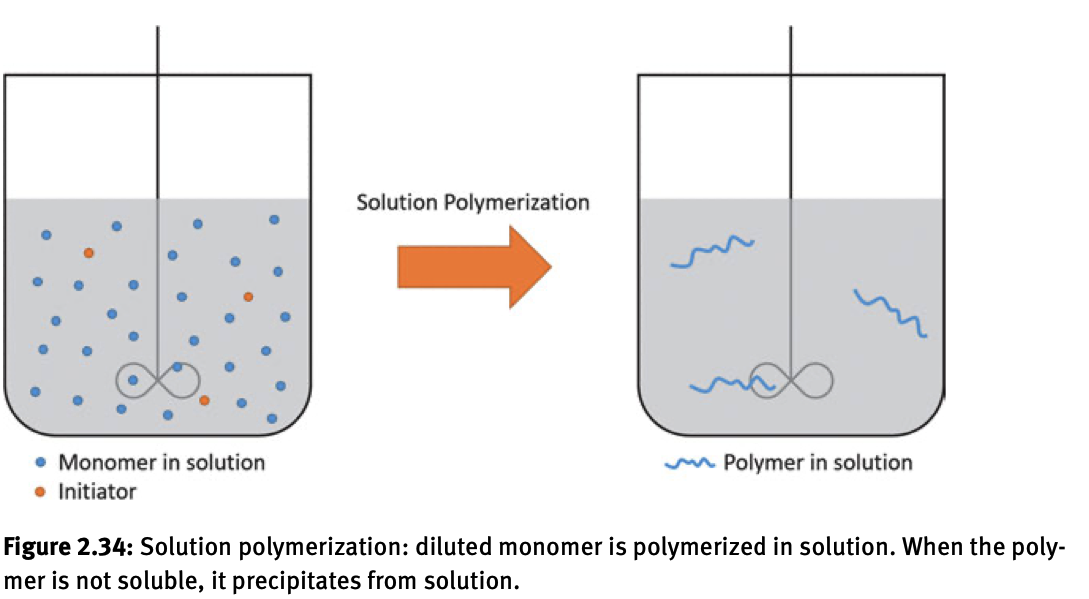 Solution Polymerization
Monomer in solution
Initiator
Polymer in solution
Figure 2.34: Solution polymerization: diluted monomer is polymerized in solution. When the poly-
mer is not soluble, it precipitates from solution.